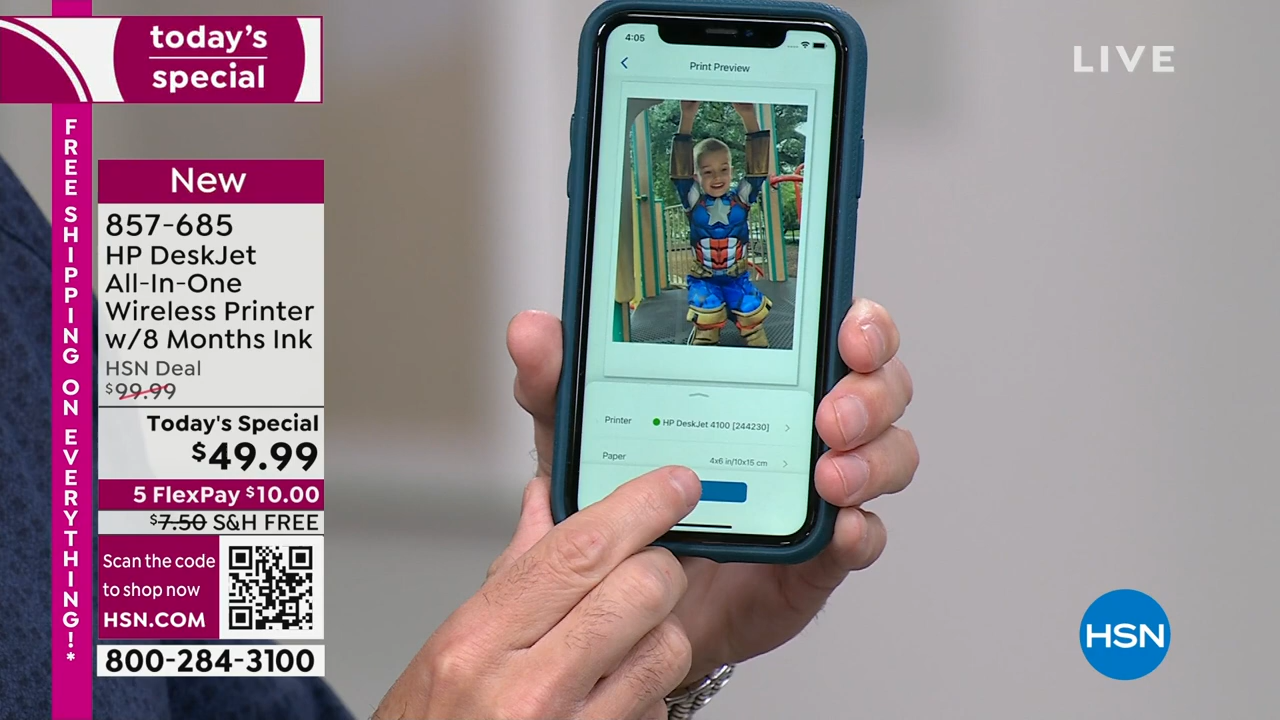 today's
special
FREE SHIPPING ON EVERYTHING!*
New
857-685
HP DeskJet
All-In-One
Wireless Printer
w/8 Months Ink
HSN Deal
$99.99
Today's Special
$49.99
5 FlexPay $10.00
$7.50 S&H FREE
Scan the code
to shop now
HSN.COM
800-284-3100
4:05
Print Preview
Printer HP DeskJet 4100 [244230]
Paper 4x6 in/10x15 cm
LIVE
HSN